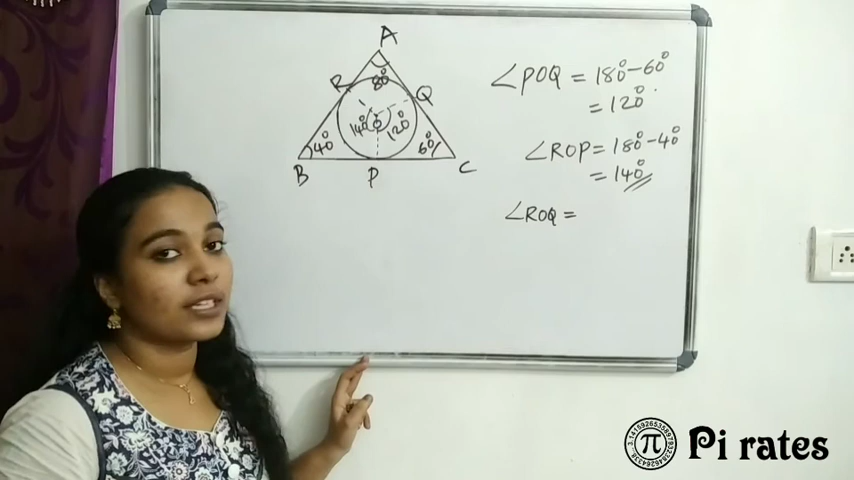 A
80°
R
Q
140°
O
120°
40°
60°
B
P
C
∠POQ = 180° - 60°
= 120°
∠ROP = 180° - 40°
= 140°
∠ROQ =
π
Pi rates